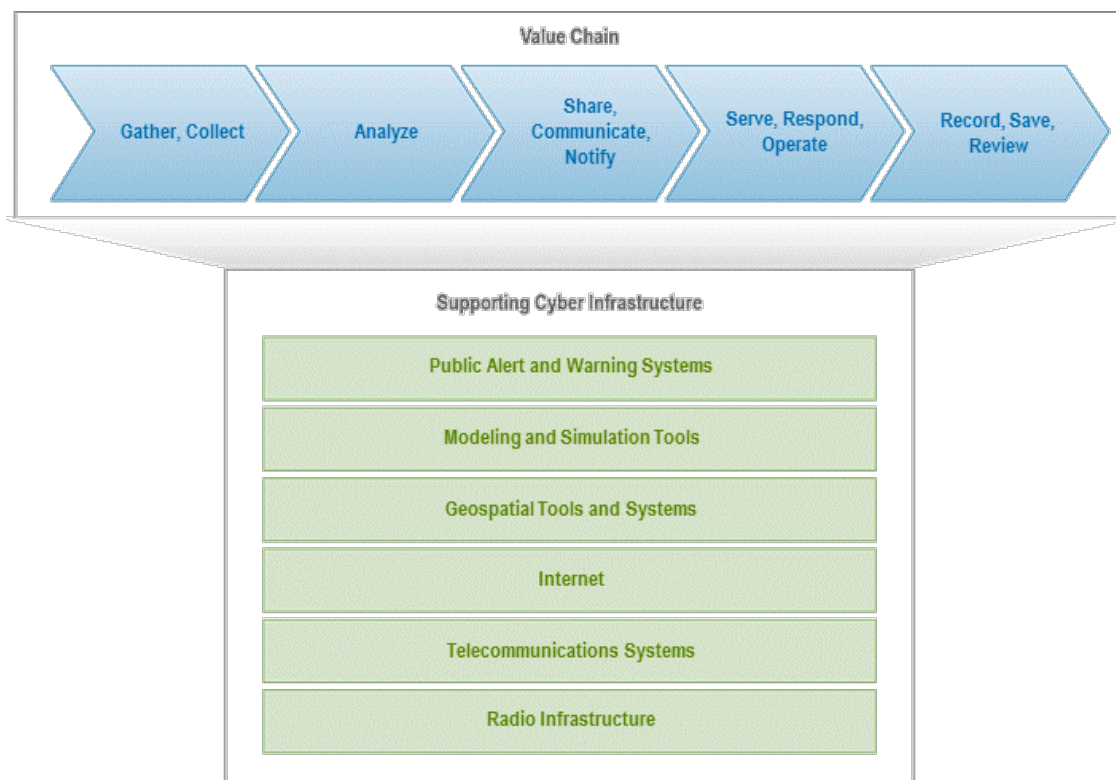 Value Chain
Gather, Collect
Analyze
Share,
Communicate,
Notify
Serve, Respond,
Operate
Record, Save,
Review
Supporting Cyber Infrastructure
Public Alert and Warning Systems
Modeling and Simulation Tools
Geospatial Tools and Systems
Internet
Telecommunications Systems
Radio Infrastructure